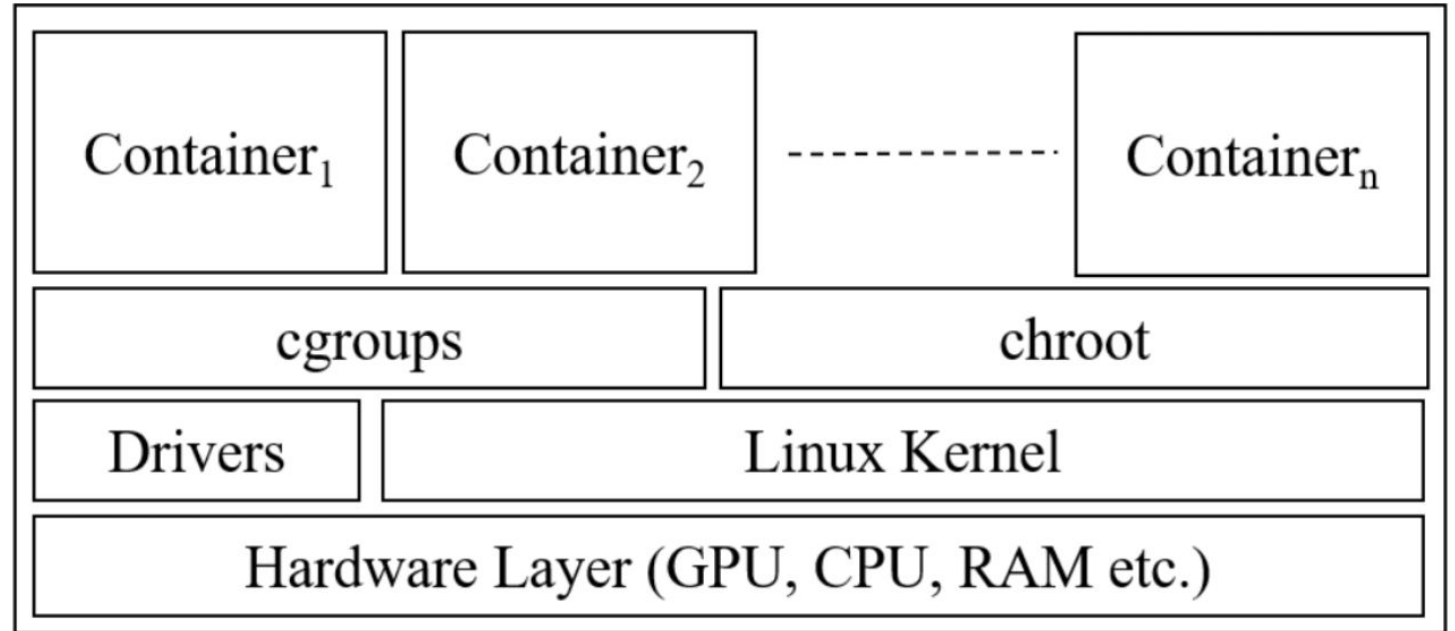 Container₁ Container₂ Containerₙ
cgroups chroot
Drivers Linux Kernel
Hardware Layer (GPU, CPU, RAM etc.)